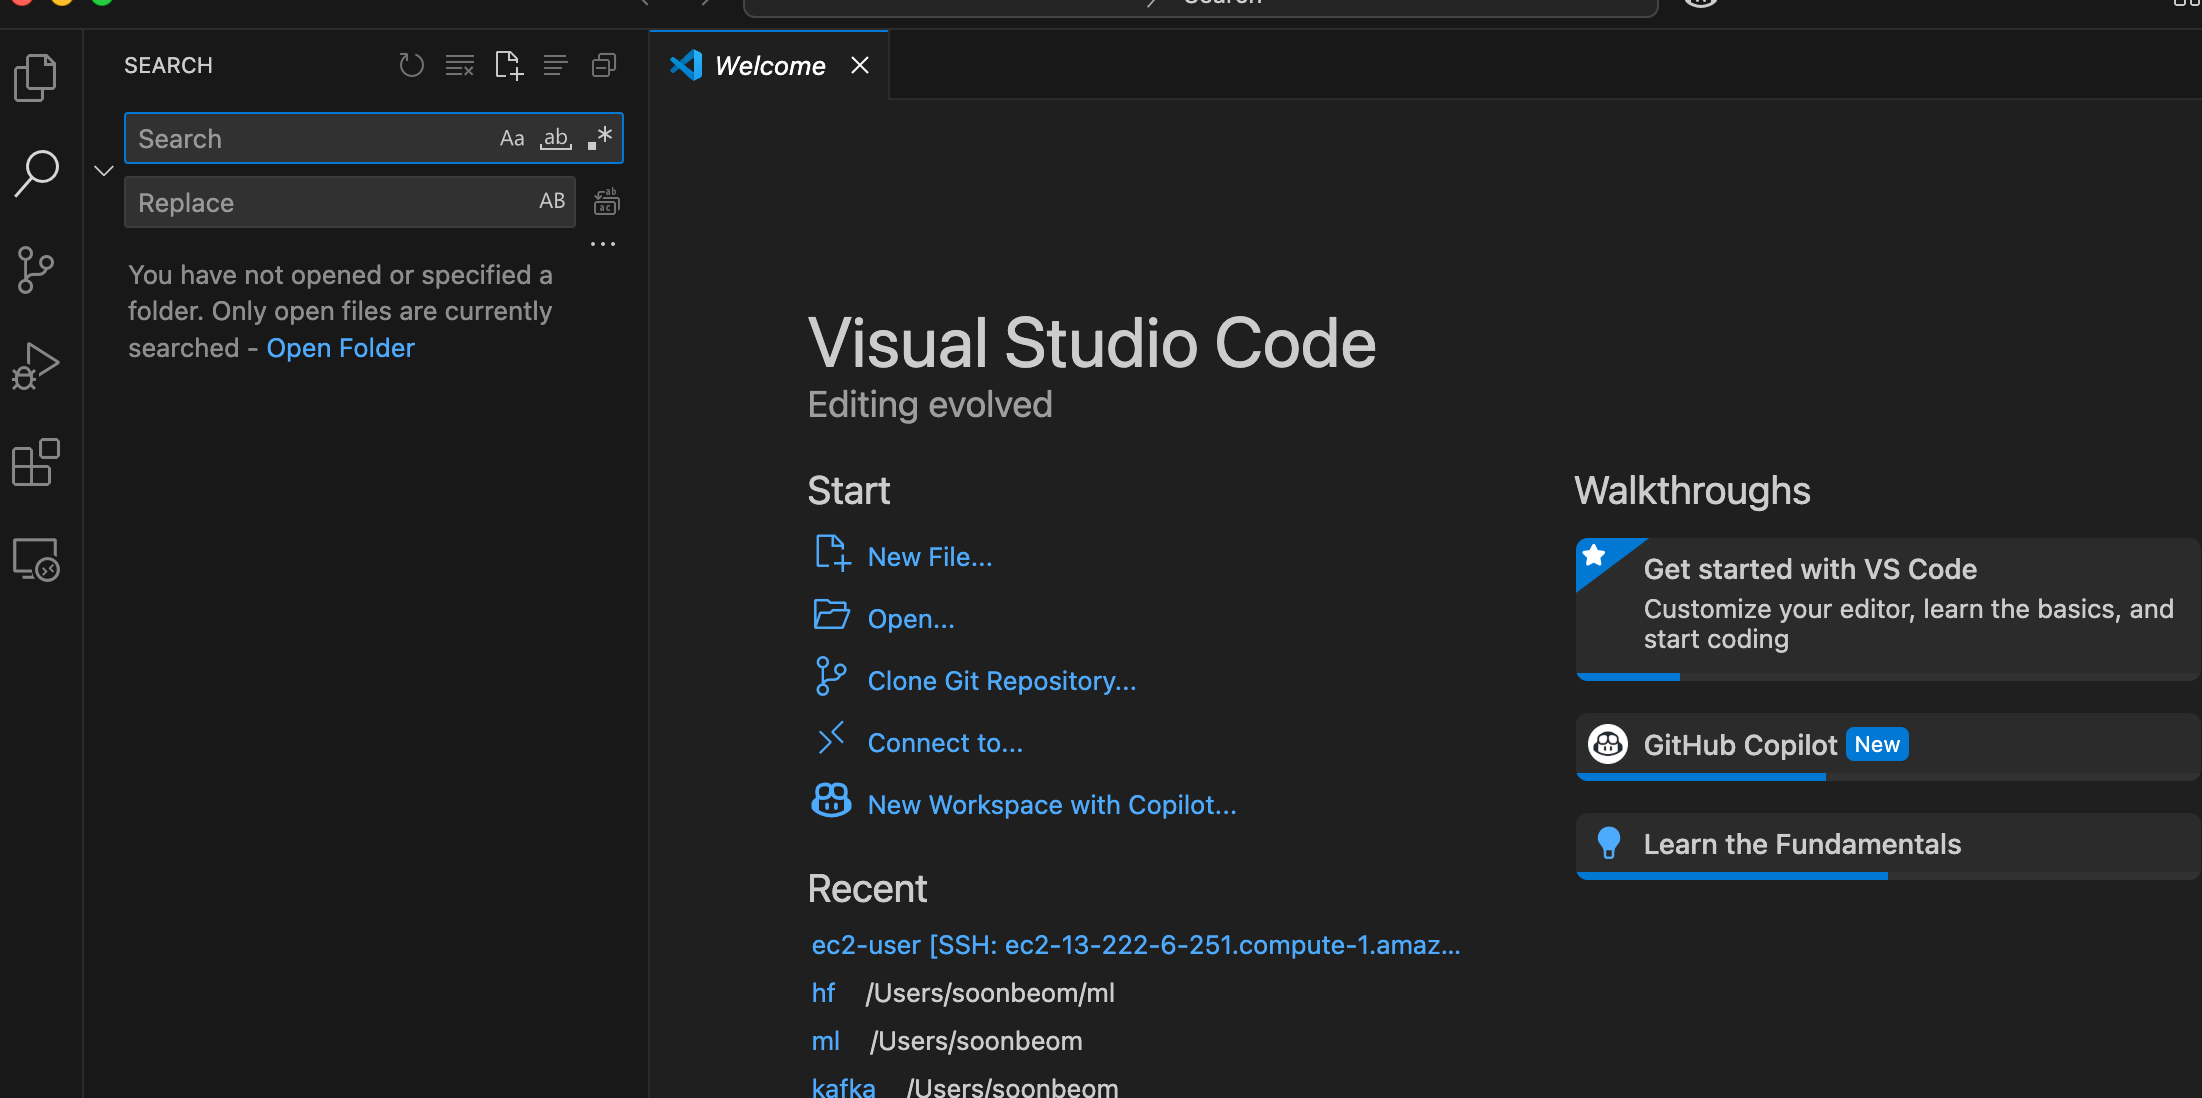 SEARCH
Search
Aa
ab
Replace
AB
You have not opened or specified a
folder. Only open files are currently
searched - Open Folder
Welcome
Visual Studio Code
Editing evolved
Start
New File...
Open...
Clone Git Repository...
Connect to...
New Workspace with Copilot...
Recent
ec2-user [SSH: ec2-13-222-6-251.compute-1.amaz...
hf /Users/soonbeom/ml
ml /Users/soonbeom
kafka /Users/soonbeom
Walkthroughs
Get started with VS Code
Customize your editor, learn the basics, and
start coding
GitHub Copilot New
Learn the Fundamentals